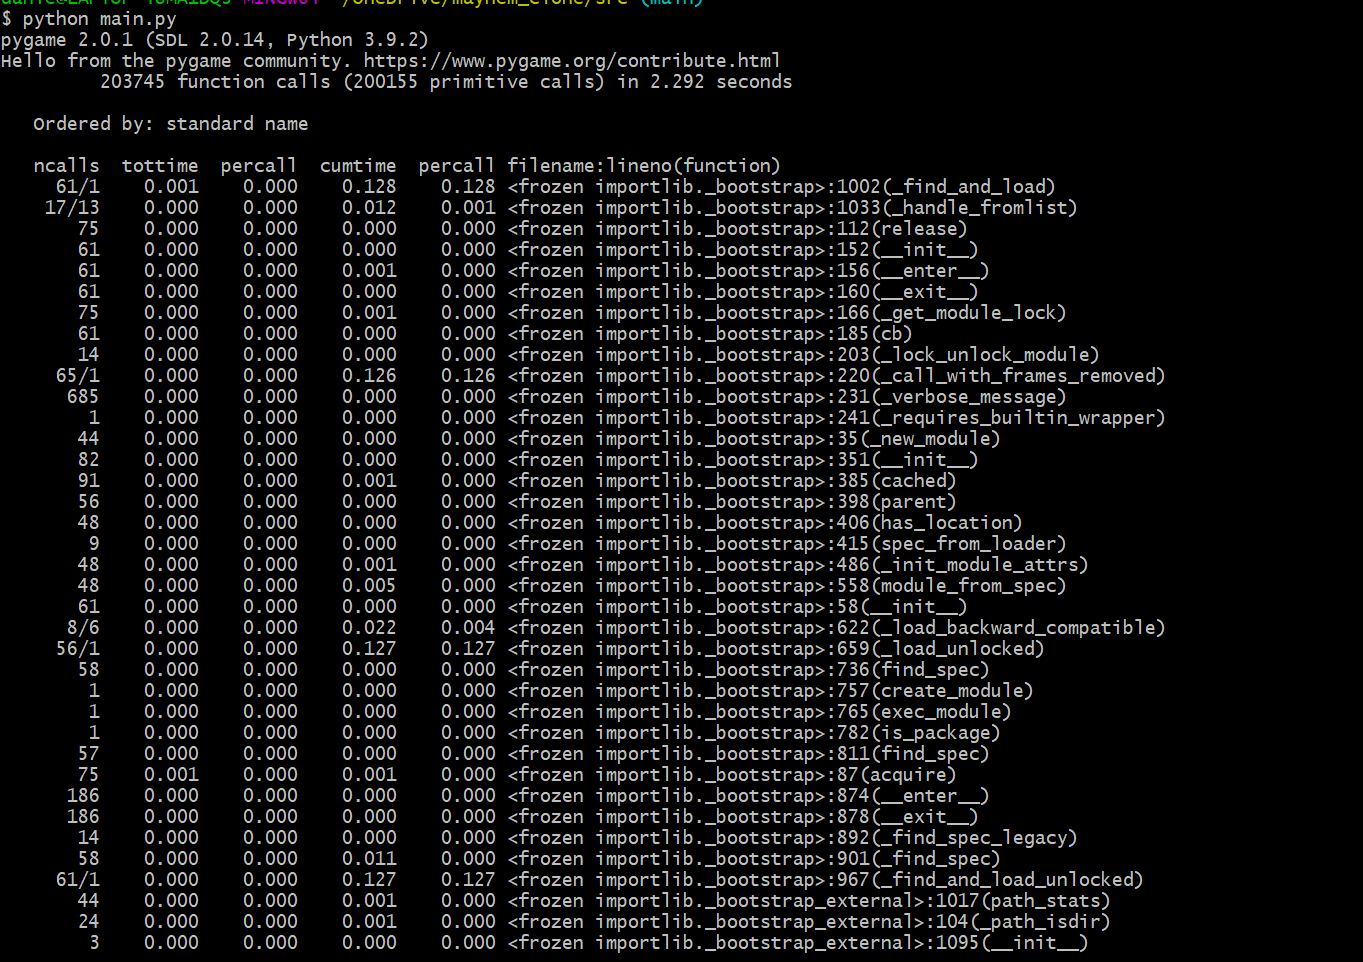 $ python main.py
pygame 2.0.1 (SDL 2.0.14, Python 3.9.2)
Hello from the pygame community. https://www.pygame.org/contribute.html
         203745 function calls (200155 primitive calls) in 2.292 seconds
   Ordered by: standard name
   ncalls  tottime  percall  cumtime  percall filename:lineno(function)
     61/1    0.001    0.000    0.128    0.128 <frozen importlib._bootstrap>:1002(_find_and_load)
    17/13    0.000    0.000    0.012    0.001 <frozen importlib._bootstrap>:1033(_handle_fromlist)
       75    0.000    0.000    0.000    0.000 <frozen importlib._bootstrap>:112(release)
       61    0.000    0.000    0.000    0.000 <frozen importlib._bootstrap>:152(__init__)
       61    0.000    0.000    0.001    0.000 <frozen importlib._bootstrap>:156(__enter__)
       61    0.000    0.000    0.000    0.000 <frozen importlib._bootstrap>:160(__exit__)
       75    0.000    0.000    0.001    0.000 <frozen importlib._bootstrap>:166(_get_module_lock)
       61    0.000    0.000    0.000    0.000 <frozen importlib._bootstrap>:185(cb)
       14    0.000    0.000    0.000    0.000 <frozen importlib._bootstrap>:203(_lock_unlock_module)
     65/1    0.000    0.000    0.126    0.126 <frozen importlib._bootstrap>:220(_call_with_frames_removed)
      685    0.000    0.000    0.000    0.000 <frozen importlib._bootstrap>:231(_verbose_message)
        1    0.000    0.000    0.000    0.000 <frozen importlib._bootstrap>:241(_requires_builtin_wrapper)
       44    0.000    0.000    0.000    0.000 <frozen importlib._bootstrap>:35(_new_module)
       82    0.000    0.000    0.000    0.000 <frozen importlib._bootstrap>:351(__init__)
       91    0.000    0.000    0.001    0.000 <frozen importlib._bootstrap>:385(cached)
       56    0.000    0.000    0.000    0.000 <frozen importlib._bootstrap>:398(parent)
       48    0.000    0.000    0.000    0.000 <frozen importlib._bootstrap>:406(has_location)
        9    0.000    0.000    0.000    0.000 <frozen importlib._bootstrap>:415(spec_from_loader)
       48    0.000    0.000    0.001    0.000 <frozen importlib._bootstrap>:486(_init_module_attrs)
       48    0.000    0.000    0.005    0.000 <frozen importlib._bootstrap>:558(module_from_spec)
       61    0.000    0.000    0.000    0.000 <frozen importlib._bootstrap>:58(__init__)
      8/6    0.000    0.000    0.022    0.004 <frozen importlib._bootstrap>:622(_load_backward_compatible)
     56/1    0.000    0.000    0.127    0.127 <frozen importlib._bootstrap>:659(_load_unlocked)
       58    0.000    0.000    0.000    0.000 <frozen importlib._bootstrap>:736(find_spec)
        1    0.000    0.000    0.000    0.000 <frozen importlib._bootstrap>:757(create_module)
        1    0.000    0.000    0.000    0.000 <frozen importlib._bootstrap>:765(exec_module)
        1    0.000    0.000    0.000    0.000 <frozen importlib._bootstrap>:782(is_package)
       57    0.000    0.000    0.000    0.000 <frozen importlib._bootstrap>:811(find_spec)
       75    0.001    0.000    0.001    0.000 <frozen importlib._bootstrap>:87(acquire)
      186    0.000    0.000    0.000    0.000 <frozen importlib._bootstrap>:874(__enter__)
      186    0.000    0.000    0.000    0.000 <frozen importlib._bootstrap>:878(__exit__)
       14    0.000    0.000    0.000    0.000 <frozen importlib._bootstrap>:892(_find_spec_legacy)
       58    0.000    0.000    0.011    0.000 <frozen importlib._bootstrap>:901(_find_spec)
     61/1    0.000    0.000    0.127    0.127 <frozen importlib._bootstrap>:967(_find_and_load_unlocked)
       44    0.000    0.000    0.001    0.000 <frozen importlib._bootstrap_external>:1017(path_stats)
       24    0.000    0.000    0.001    0.000 <frozen importlib._bootstrap_external>:104(_path_isdir)
        3    0.000    0.000    0.000    0.000 <frozen importlib._bootstrap_external>:1095(__init__)